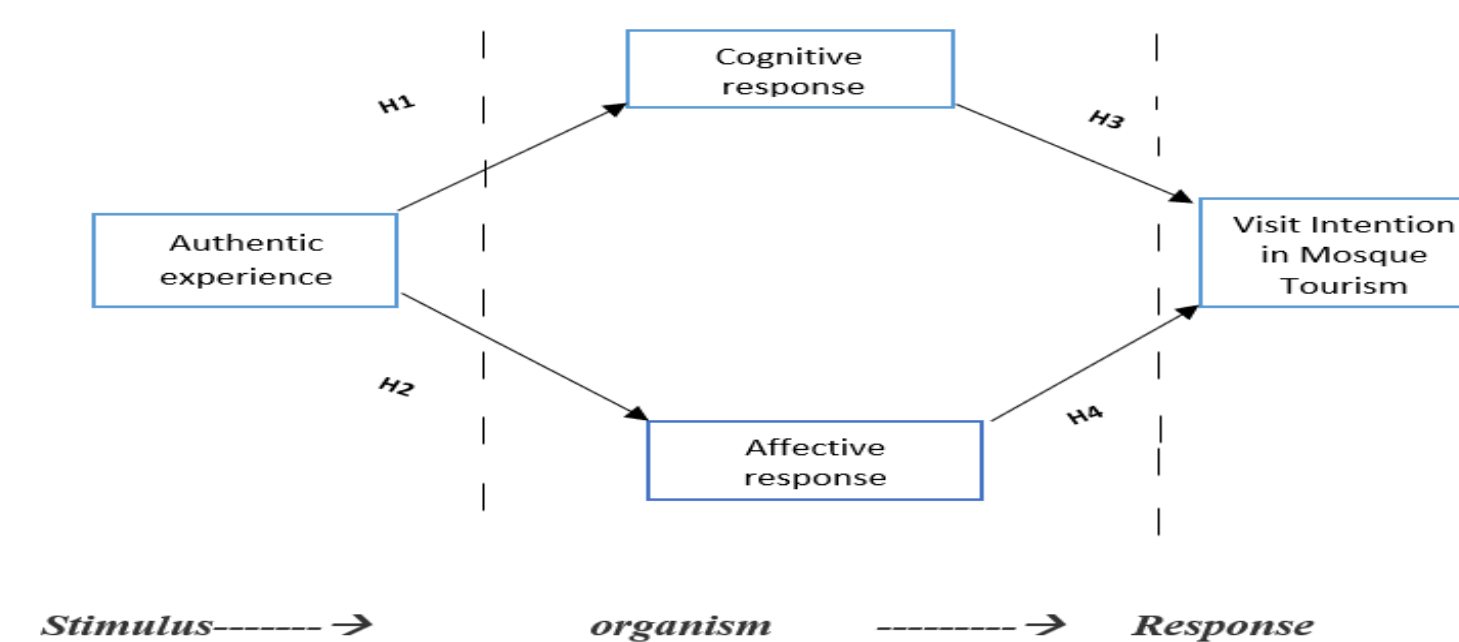 Cognitive
response
H1
H3
Authentic
experience
Visit Intention
in Mosque
Tourism
H2
H4
Affective
response
Stimulus------- → organism --------- → Response